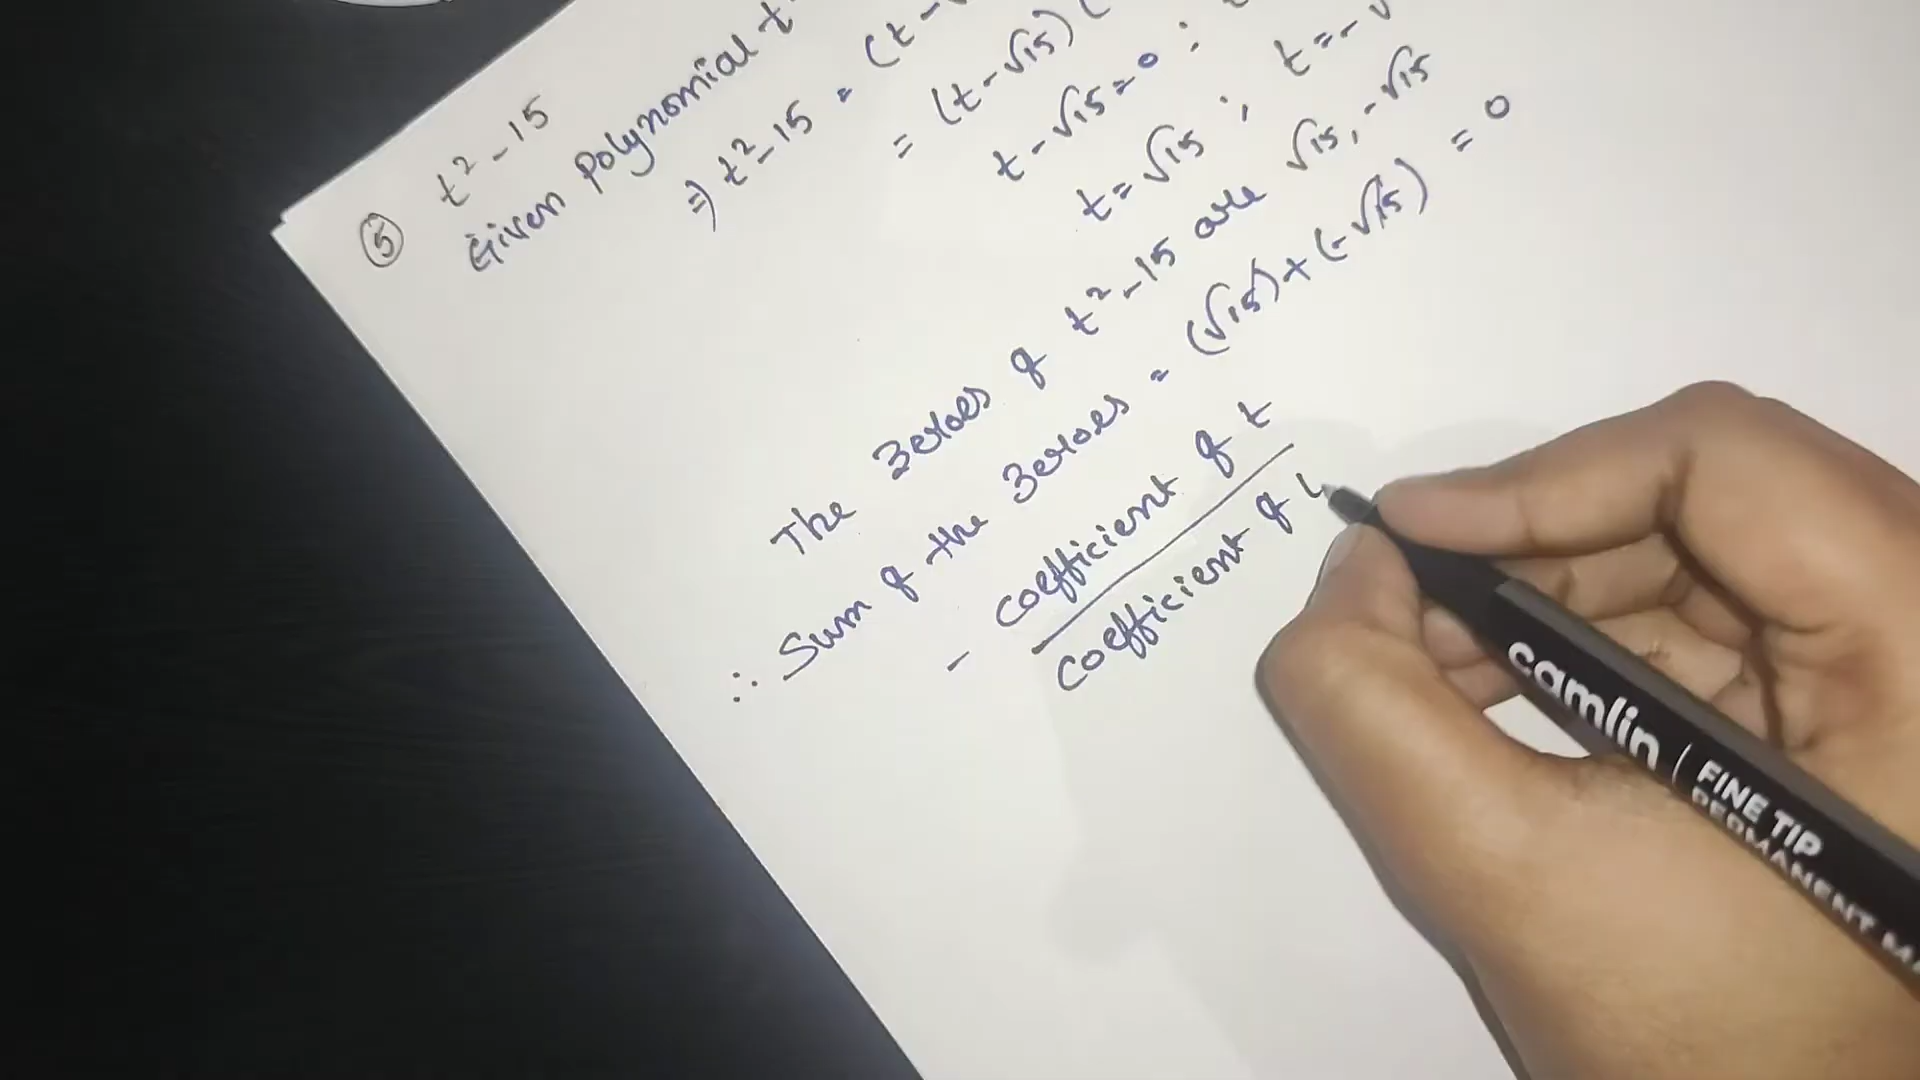 ⑤ t² - 15
Given polynomial t
⇒ t² - 15 = (t -
= (t - √15) (
t - √15 = 0 ;
t = √15 ; t = - √
The zeroes of t² - 15 are √15, -√15
∴ Sum of the zeroes = (√15) + (-√15) = 0
- coefficient of t
coefficient of
camlin FINE TIP
PERMANENT MA